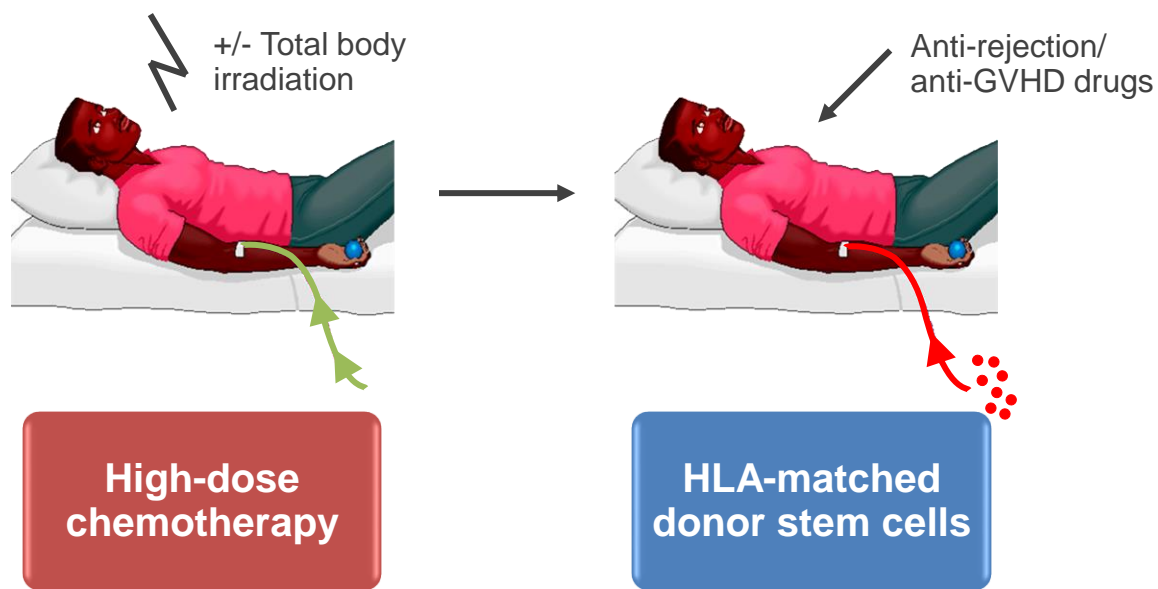 +/- Total body
irradiation
Anti-rejection/
anti-GVHD drugs
High-dose
chemotherapy
HLA-matched
donor stem cells